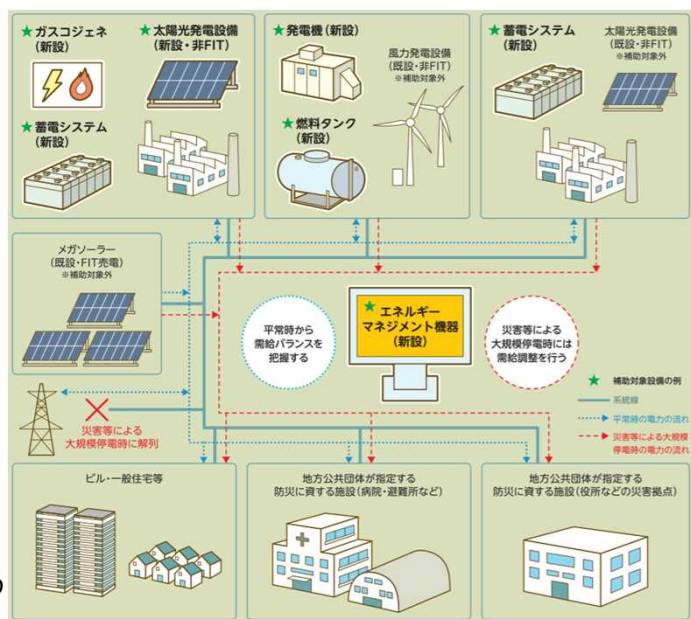 ★ガスコジェネ
(新設)
★太陽光発電設備
(新設・非FIT)
★蓄電システム
(新設)
★発電機(新設)
風力発電設備
(既設・非FIT)
※補助対象外
★燃料タンク
(新設)
★蓄電システム
(新設)
太陽光発電設備
(既設・非FIT)
※補助対象外
メガソーラー
(既設・FIT売電)
※補助対象外
平常時から
需給バランスを
把握する
★エネルギー
マネジメント機器
(新設)
災害等による
大規模停電時には
需給調整を行う
★ 補助対象設備の例
系統線
平常時の電力の流れ
災害等による大規模
停電時の電力の流れ
災害等による
大規模停電時に解列
ビル・一般住宅等
地方公共団体が指定する
防災に資する施設(病院・避難所など)
地方公共団体が指定する
防災に資する施設(役所などの災害拠点)